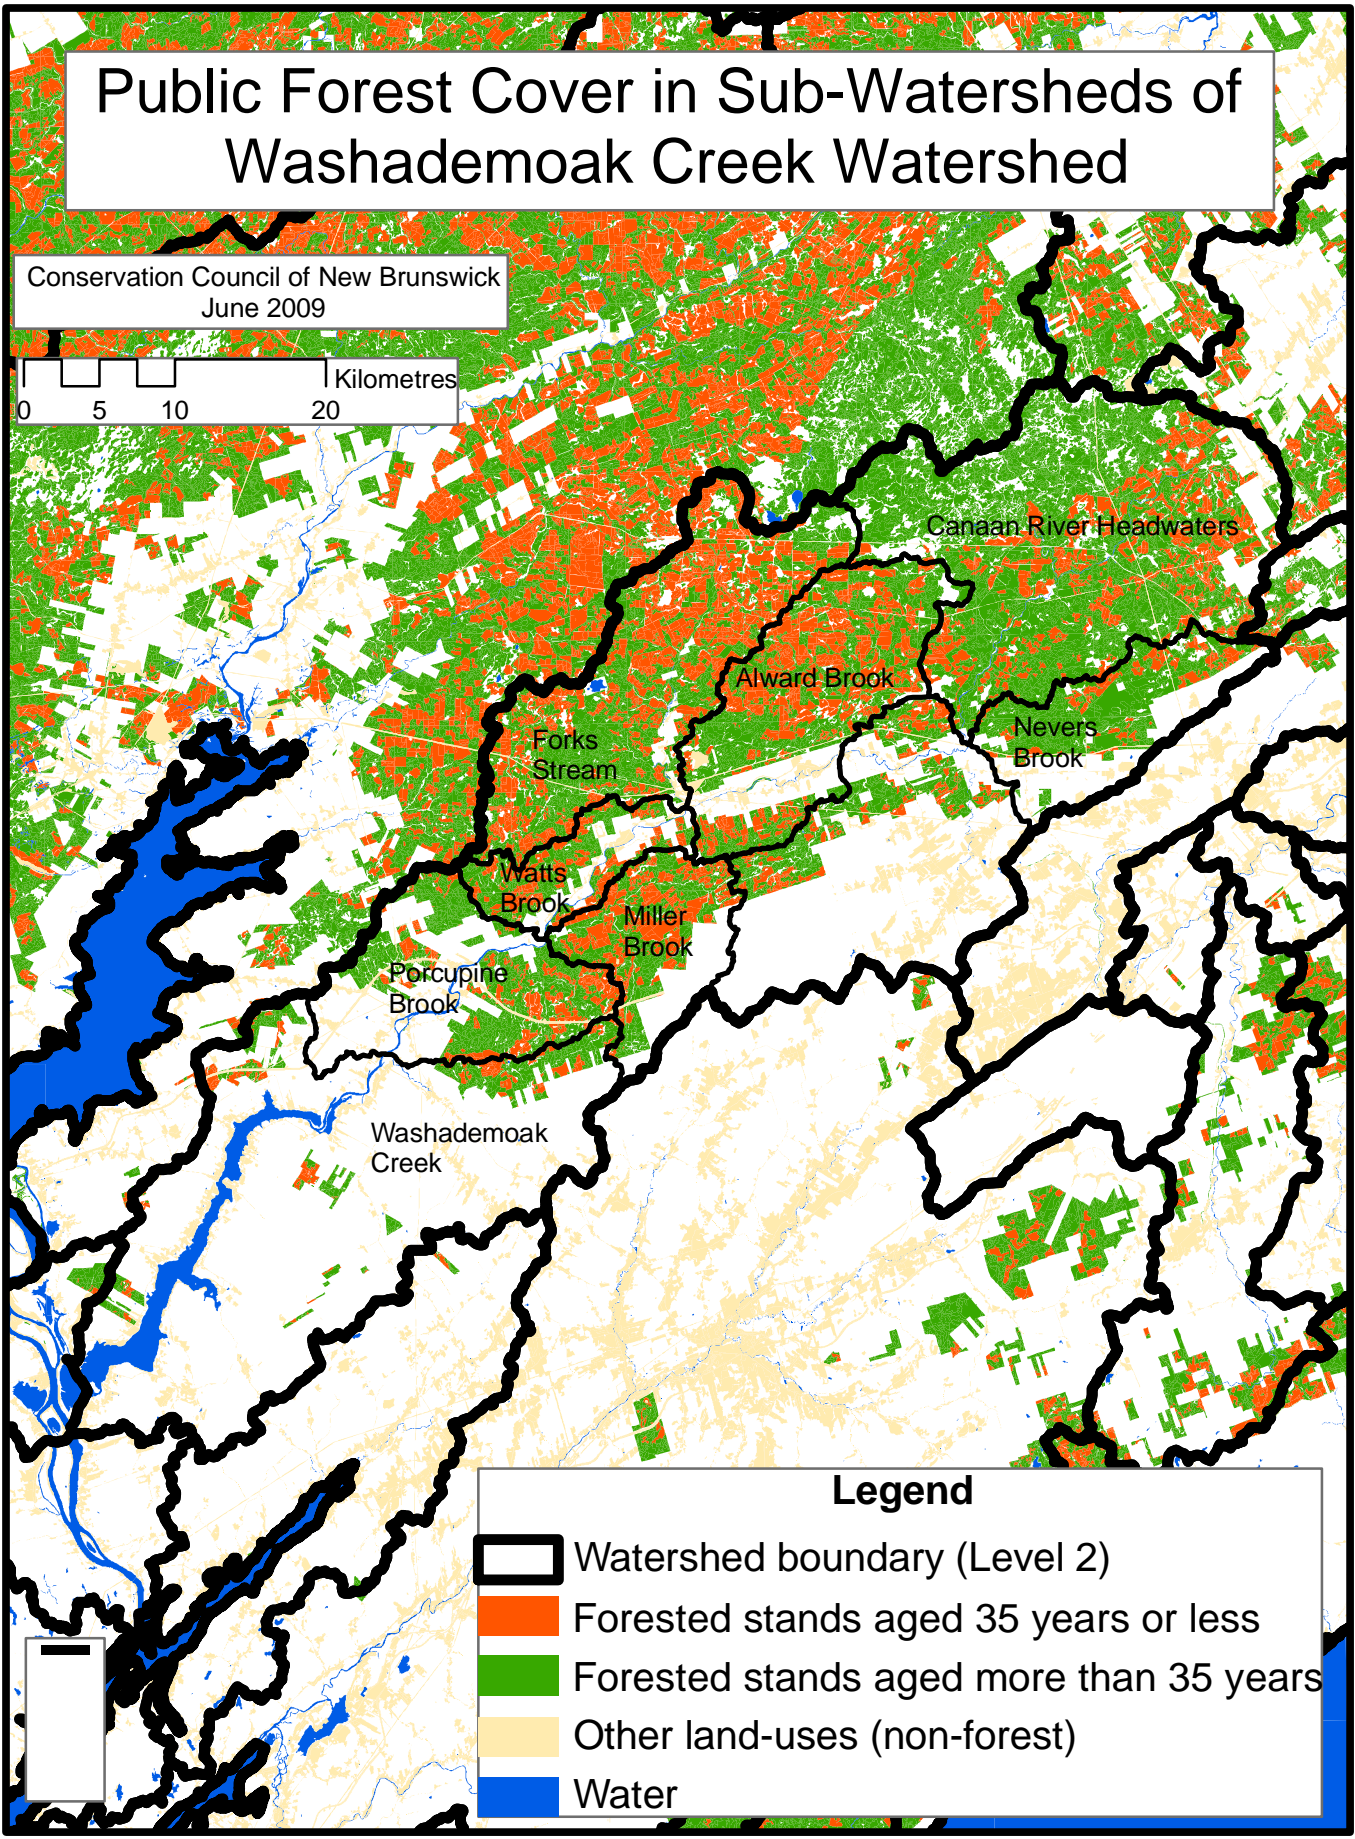 Public Forest Cover in Sub-Watersheds of
Washademoak Creek Watershed
Conservation Council of New Brunswick
June 2009
Kilometres
0 5 10 20
Canaan River Headwaters
Alward Brook
Nevers
Brook
Forks
Stream
Watts
Brook
Miller
Brook
Porcupine
Brook
Washademoak
Creek
Legend
Watershed boundary (Level 2)
Forested stands aged 35 years or less
Forested stands aged more than 35 years
Other land-uses (non-forest)
Water